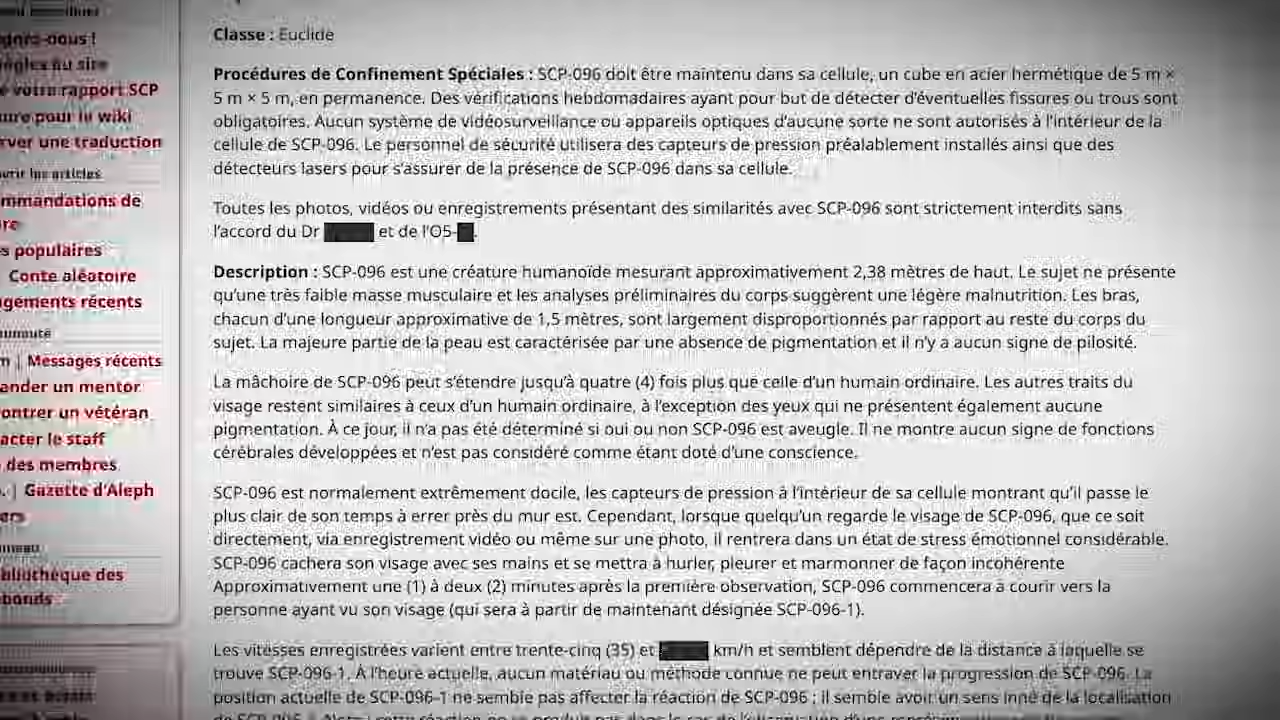 ignez-nous !
règles du site
e votre rapport SCP
ure pour le wiki
rver une traduction
mmandations de
re
s populaires
Conte aléatoire
ngements récents
| Messages récents
ander un mentor
ontrer un vétéran
acter le staff
des membres
. | Gazette d'Aleph
ers
bliothèque des
bonds
Classe : Euclide
Procédures de Confinement Spéciales : SCP-096 doit être maintenu dans sa cellule, un cube en acier hermétique de 5 m ×
5 m × 5 m, en permanence. Des vérifications hebdomadaires ayant pour but de détecter d'éventuelles fissures ou trous sont
obligatoires. Aucun système de vidéosurveillance ou appareils optiques d'aucune sorte ne sont autorisés à l'intérieur de la
cellule de SCP-096. Le personnel de sécurité utilisera des capteurs de pression préalablement installés ainsi que des
détecteurs lasers pour s'assurer de la présence de SCP-096 dans sa cellule.
Toutes les photos, vidéos ou enregistrements présentant des similarités avec SCP-096 sont strictement interdits sans
l'accord du Dr et de l'O5- .
Description : SCP-096 est une créature humanoïde mesurant approximativement 2,38 mètres de haut. Le sujet ne présente
qu'une très faible masse musculaire et les analyses préliminaires du corps suggèrent une légère malnutrition. Les bras,
chacun d'une longueur approximative de 1,5 mètres, sont largement disproportionnés par rapport au reste du corps du
sujet. La majeure partie de la peau est caractérisée par une absence de pigmentation et il n'y a aucun signe de pilosité.
La mâchoire de SCP-096 peut s'étendre jusqu'à quatre (4) fois plus que celle d'un humain ordinaire. Les autres traits du
visage restent similaires à ceux d'un humain ordinaire, à l'exception des yeux qui ne présentent également aucune
pigmentation. À ce jour, il n'a pas été déterminé si oui ou non SCP-096 est aveugle. Il ne montre aucun signe de fonctions
cérébrales développées et n'est pas considéré comme étant doté d'une conscience.
SCP-096 est normalement extrêmement docile, les capteurs de pression à l'intérieur de sa cellule montrant qu'il passe le
plus clair de son temps à errer près du mur est. Cependant, lorsque quelqu'un regarde le visage de SCP-096, que ce soit
directement, via enregistrement vidéo ou même sur une photo, il rentrera dans un état de stress émotionnel considérable.
SCP-096 cachera son visage avec ses mains et se mettra à hurler, pleurer et marmonner de façon incohérente
Approximativement une (1) à deux (2) minutes après la première observation, SCP-096 commencera à courir vers la
personne ayant vu son visage (qui sera à partir de maintenant désignée SCP-096-1).
Les vitesses enregistrées varient entre trente-cinq (35) et km/h et semblent dépendre de la distance à laquelle se
trouve SCP-096-1. À l'heure actuelle, aucun matériau ou méthode connue ne peut entraver la progression de SCP-096. La
position actuelle de SCP-096-1 ne semble pas affecter la réaction de SCP-096 ; il semble avoir un sens inné de la localisation